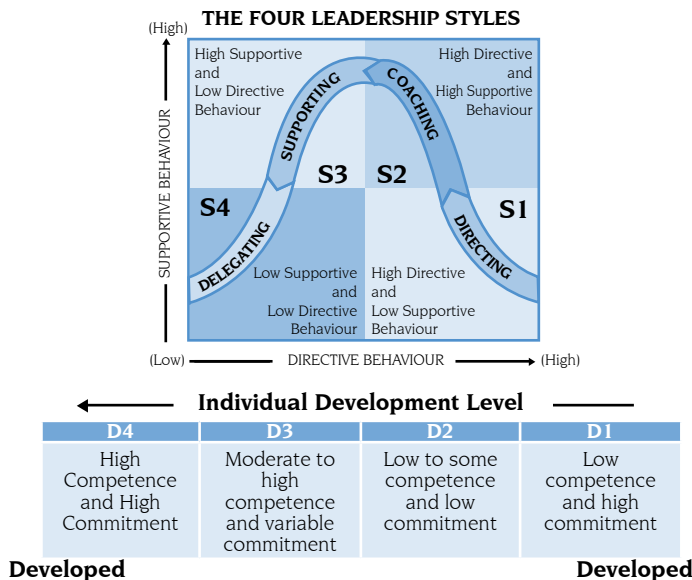 THE FOUR LEADERSHIP STYLES
(High)
SUPPORTIVE BEHAVIOUR
High Supportive
and
Low Directive
Behaviour
High Directive
and
High Supportive
Behaviour
SUPPORTING
COACHING
S3
S2
S4
S1
DELEGATING
DIRECTING
Low Supportive
and
Low Directive
Behaviour
High Directive
and
Low Supportive
Behaviour
(Low)
DIRECTIVE BEHAVIOUR
(High)
Individual Development Level
D4
D3
D2
D1
High
Competence
and High
Commitment
Moderate to
high
competence
and variable
commitment
Low to some
competence
and low
commitment
Low
competence
and high
commitment
Developed
Developed